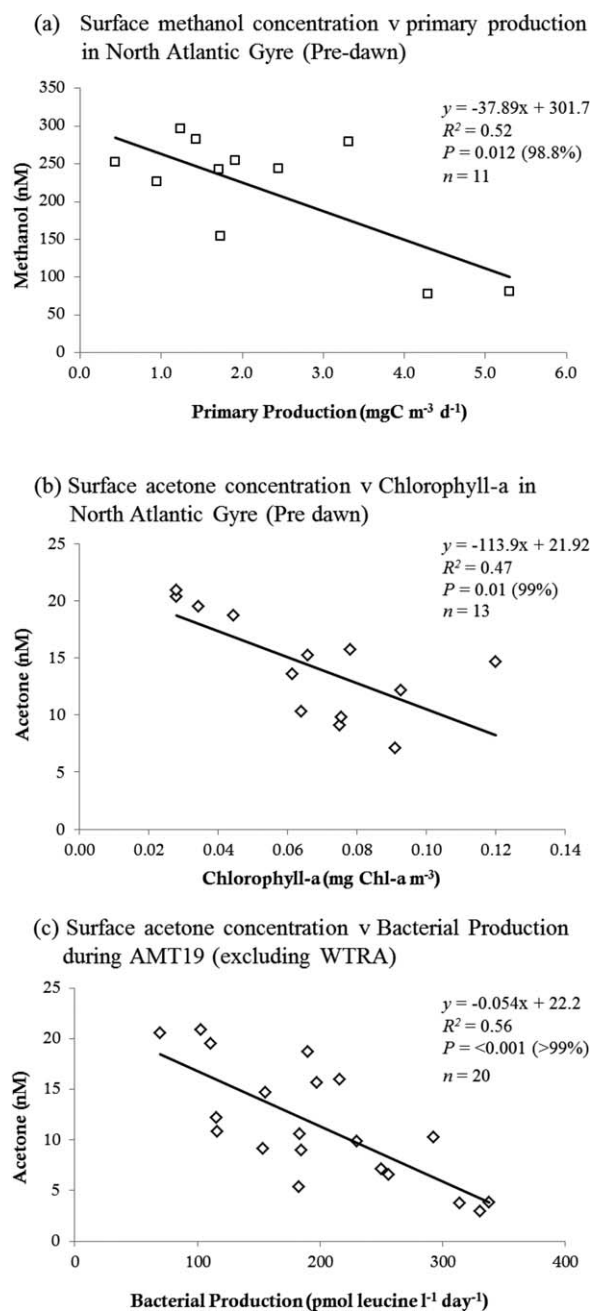 (a) Surface methanol concentration v primary production
in North Atlantic Gyre (Pre-dawn)
350
300
250
200
150
100
50
0
Methanol (nM)
y = -37.89x + 301.7
R² = 0.52
P = 0.012 (98.8%)
n = 11
0.0 1.0 2.0 3.0 4.0 5.0 6.0
Primary Production (mgC m⁻³ d⁻¹)
(b) Surface acetone concentration v Chlorophyll-a in
North Atlantic Gyre (Pre dawn)
25
20
15
10
5
0
Acetone (nM)
y = -113.9x + 21.92
R² = 0.47
P = 0.01 (99%)
n = 13
0.00 0.02 0.04 0.06 0.08 0.10 0.12 0.14
Chlorophyll-a (mg Chl-a m⁻³)
(c) Surface acetone concentration v Bacterial Production
during AMT19 (excluding WTRA)
25
20
15
10
5
0
Acetone (nM)
y = -0.054x + 22.2
R² = 0.56
P = <0.001 (>99%)
n = 20
0 100 200 300 400
Bacterial Production (pmol leucine l⁻¹ day⁻¹)